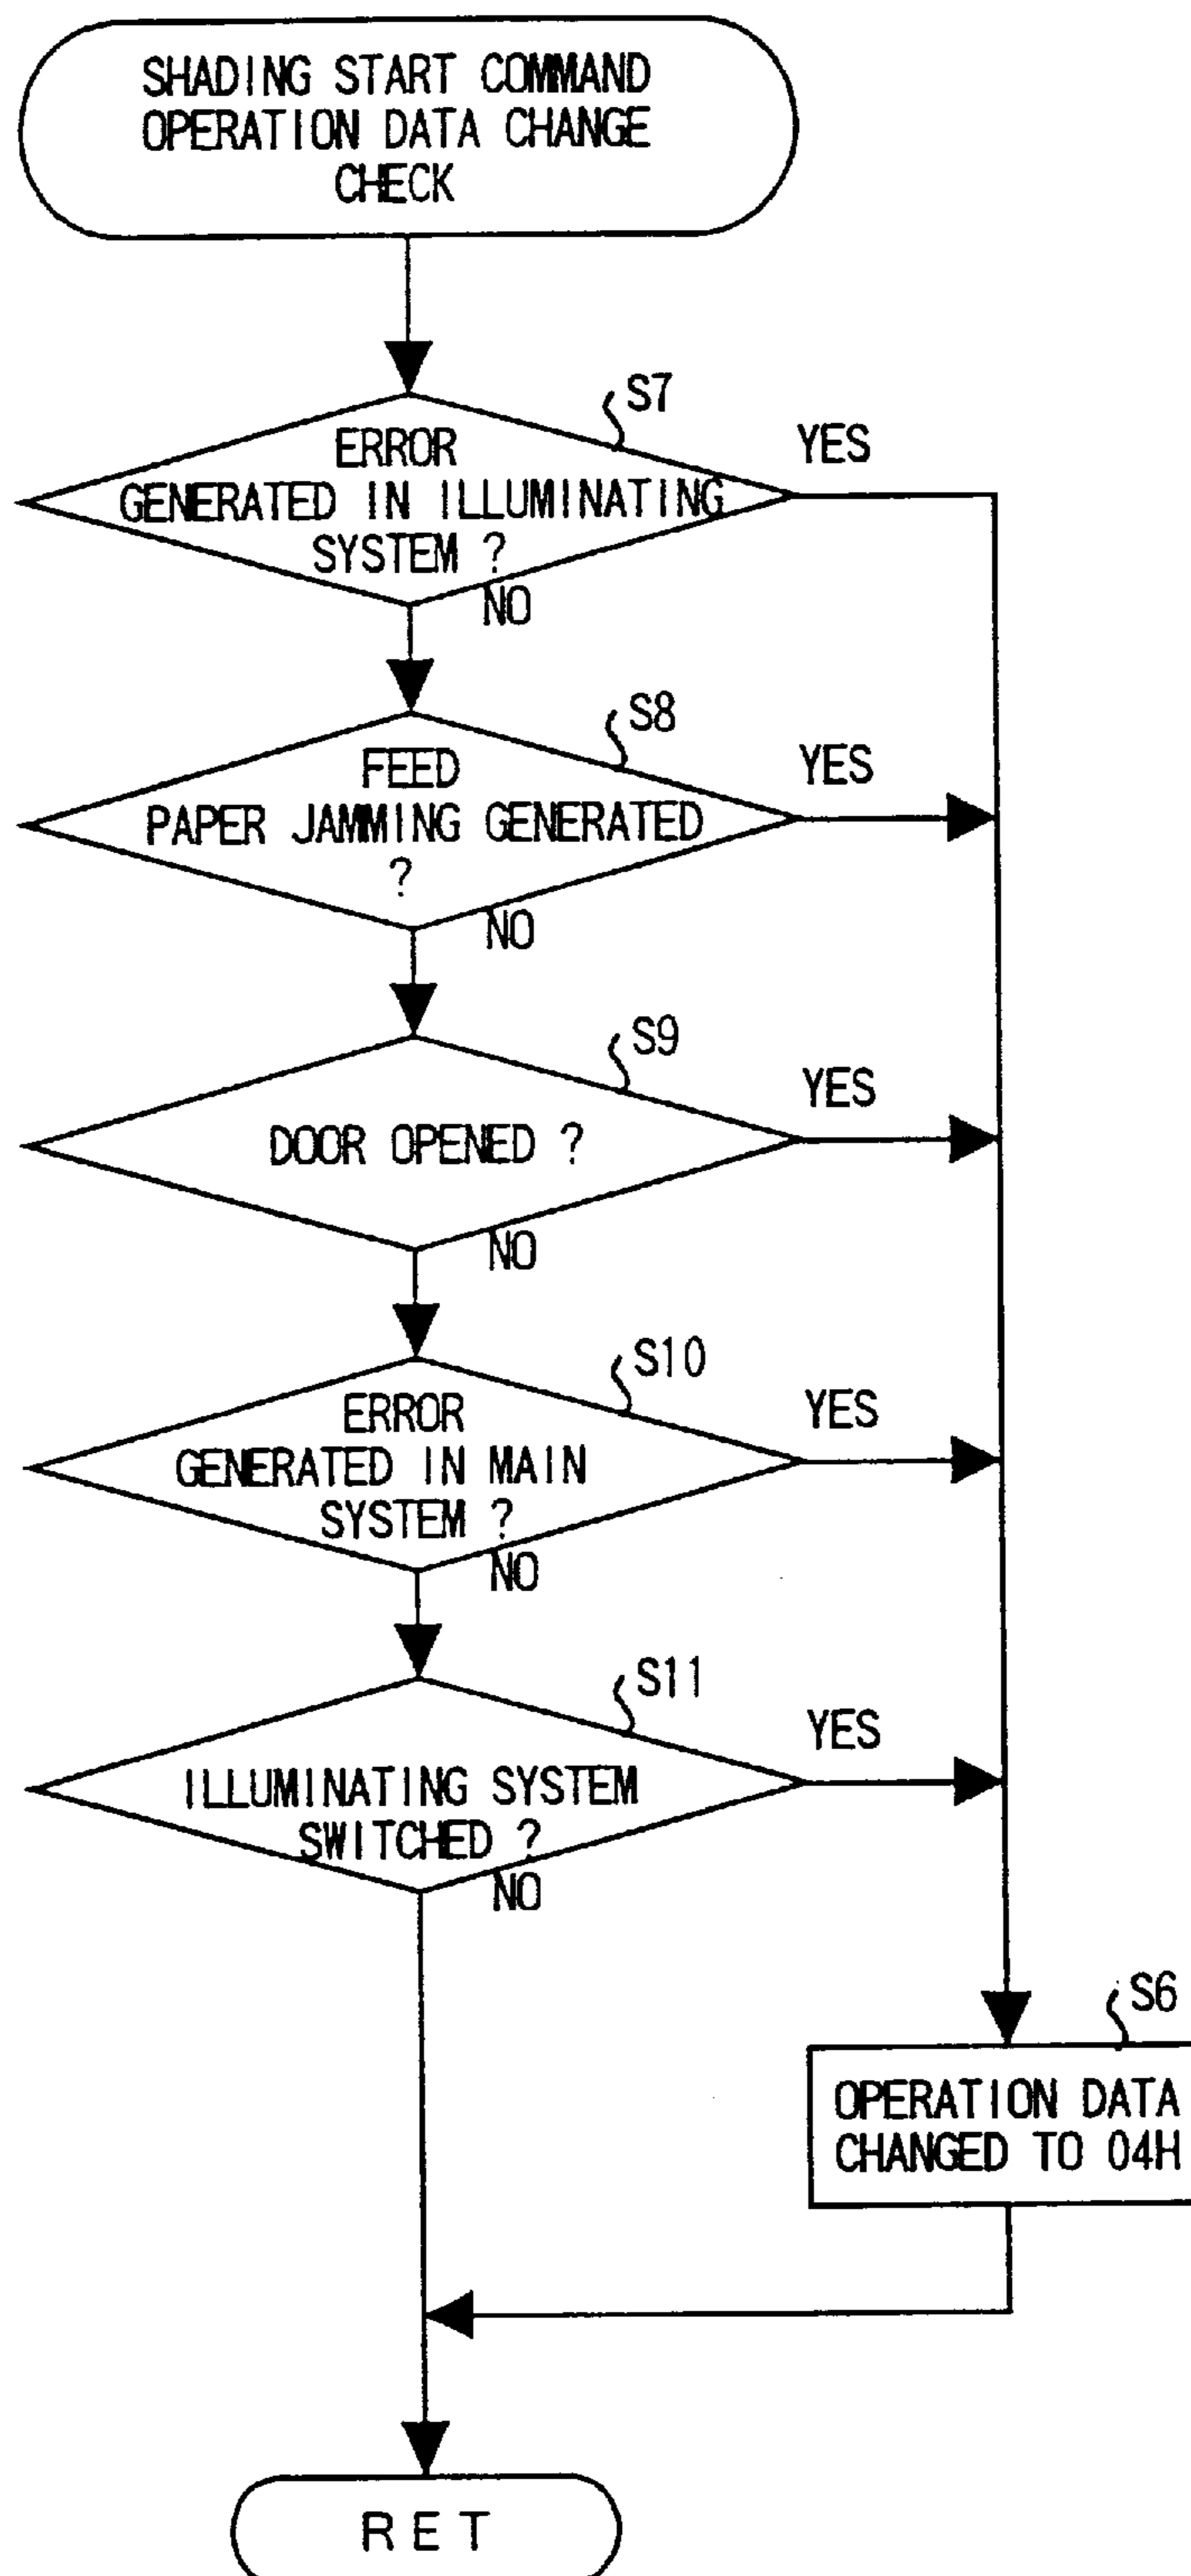 SHADING START COMMAND
OPERATION DATA CHANGE
CHECK
S7
ERROR
GENERATED IN ILLUMINATING
SYSTEM ?
YES
NO
S8
FEED
PAPER JAMMING GENERATED
?
YES
NO
S9
DOOR OPENED ?
YES
NO
S10
ERROR
GENERATED IN MAIN
SYSTEM ?
YES
NO
S11
ILLUMINATING SYSTEM
SWITCHED ?
YES
NO
S6
OPERATION DATA
CHANGED TO 04H
RET